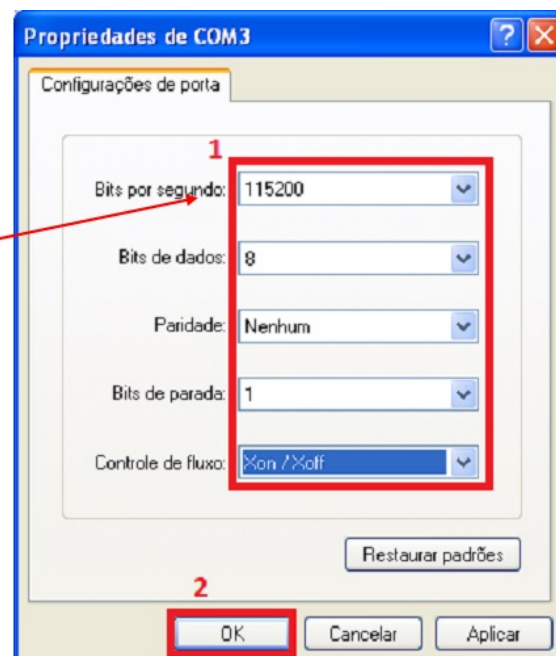 Propriedades de COM3
?
X
Configurações de porta
1
Bits por segundo: 115200
Bits de dados: 8
Paridade: Nenhum
Bits de parada: 1
Controle de fluxo: Xon / Xoff
Restaurar padrões
2
OK Cancelar Aplicar